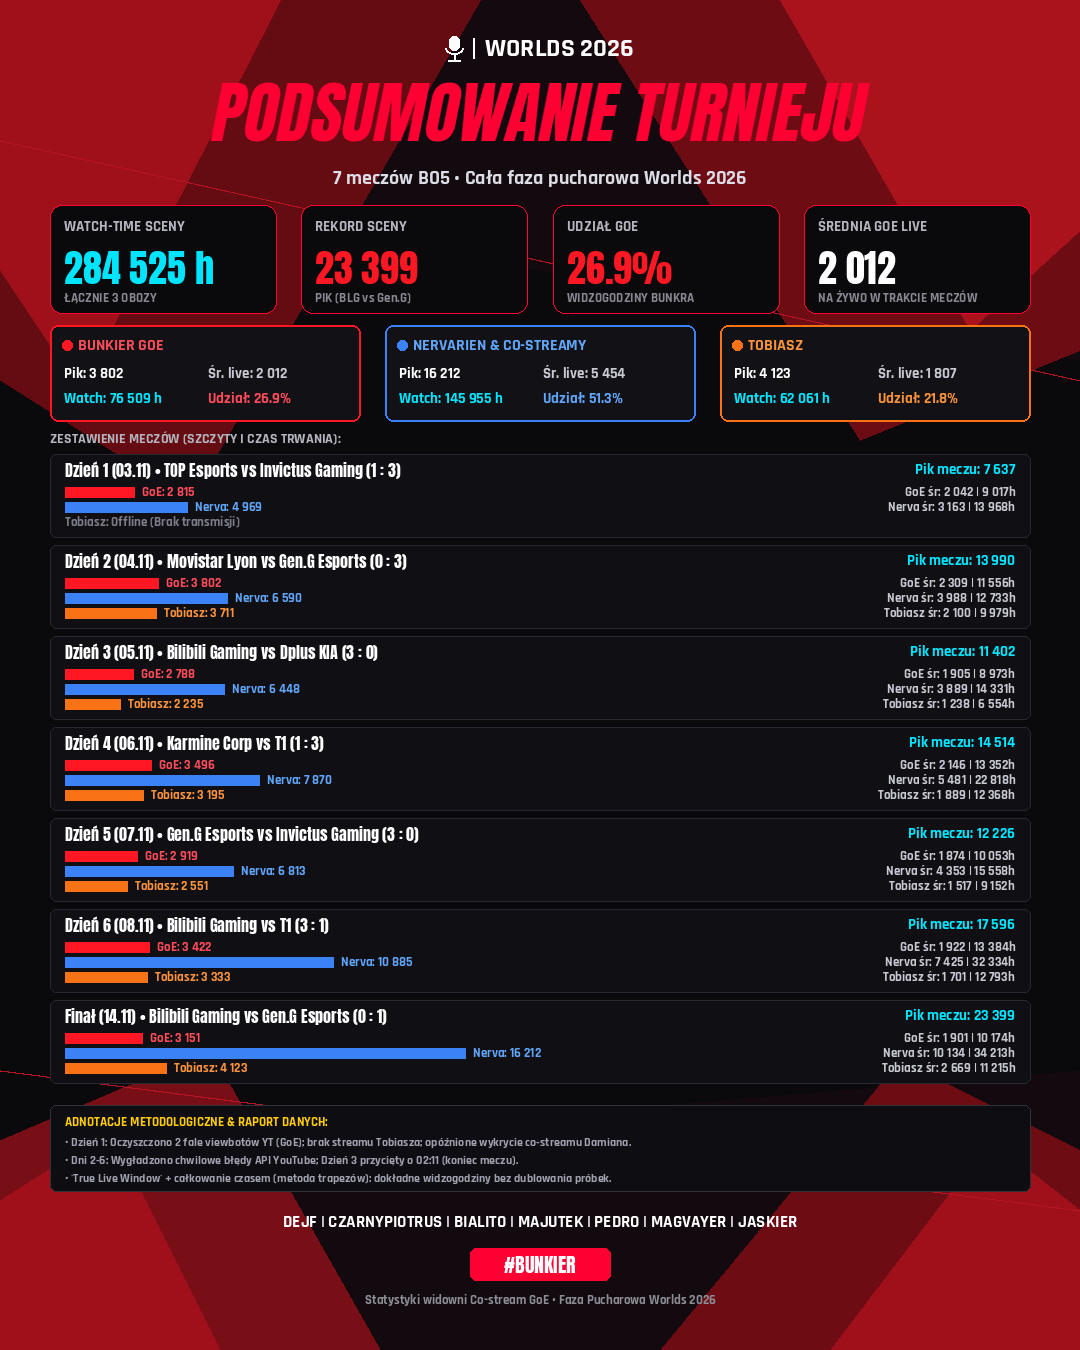 | WORLDS 2026
PODSUMOWANIE TURNIEJU
7 meczów BO5 • Cała faza pucharowa Worlds 2026
WATCH-TIME SCENY
284 525 h
ŁĄCZNIE 3 OBOZY
REKORD SCENY
23 399
PIK (BLG vs Gen.G)
UDZIAŁ GOE
26.9%
WIDZOGODZINY BUNKRA
ŚREDNIA GOE LIVE
2 012
NA ŻYWO W TRAKCIE MECZÓW
BUNKIER GOE
Pik: 3 802 Śr. live: 2 012
Watch: 76 509 h Udział: 26.9%
NERVARIEN & CO-STREAMY
Pik: 16 212 Śr. live: 5 454
Watch: 145 955 h Udział: 51.3%
TOBIASZ
Pik: 4 123 Śr. live: 1 807
Watch: 62 061 h Udział: 21.8%
ZESTAWIENIE MECZÓW (SZCZYTY I CZAS TRWANIA):
Dzień 1 (03.11) • TOP Esports vs Invictus Gaming (1 : 3) Pik meczu: 7 637
GoE: 2 815 GoE śr: 2 042 | 9 017h
Nerva: 4 969 Nerva śr: 3 163 | 13 968h
Tobiasz: Offline (Brak transmisji)
Dzień 2 (04.11) • Movistar Lyon vs Gen.G Esports (0 : 3) Pik meczu: 13 990
GoE: 3 802 GoE śr: 2 309 | 11 556h
Nerva: 6 590 Nerva śr: 3 988 | 12 733h
Tobiasz: 3 711 Tobiasz śr: 2 100 | 9 979h
Dzień 3 (05.11) • Bilibili Gaming vs Dplus KIA (3 : 0) Pik meczu: 11 402
GoE: 2 788 GoE śr: 1 905 | 8 973h
Nerva: 6 448 Nerva śr: 3 889 | 14 331h
Tobiasz: 2 235 Tobiasz śr: 1 238 | 6 554h
Dzień 4 (06.11) • Karmine Corp vs T1 (1 : 3) Pik meczu: 14 514
GoE: 3 496 GoE śr: 2 146 | 13 352h
Nerva: 7 870 Nerva śr: 5 481 | 22 818h
Tobiasz: 3 195 Tobiasz śr: 1 889 | 12 368h
Dzień 5 (07.11) • Gen.G Esports vs Invictus Gaming (3 : 0) Pik meczu: 12 226
GoE: 2 919 GoE śr: 1 874 | 10 053h
Nerva: 6 813 Nerva śr: 4 353 | 15 558h
Tobiasz: 2 551 Tobiasz śr: 1 517 | 9 152h
Dzień 6 (08.11) • Bilibili Gaming vs T1 (3 : 1) Pik meczu: 17 596
GoE: 3 422 GoE śr: 1 922 | 13 384h
Nerva: 10 885 Nerva śr: 7 425 | 32 334h
Tobiasz: 3 333 Tobiasz śr: 1 701 | 12 793h
Finał (14.11) • Bilibili Gaming vs Gen.G Esports (0 : 1) Pik meczu: 23 399
GoE: 3 151 GoE śr: 1 901 | 10 174h
Nerva: 16 212 Nerva śr: 10 134 | 34 213h
Tobiasz: 4 123 Tobiasz śr: 2 669 | 11 215h
ADNOTACJE METODOLOGICZNE & RAPORT DANYCH:
• Dzień 1: Oczyszczono 2 fale viewbotów YT (GoE); brak streamu Tobiasza; opóźnione wykrycie co-streamu Damiana.
• Dni 2-6: Wygładzono chwilowe błędy API YouTube; Dzień 3 przycięty o 02:11 (koniec meczu).
• 'True Live Window' + całkowanie czasem (metoda trapezów): dokładne widzogodziny bez dublowania próbek.
DEJF | CZARNYPIOTRUS | BIALITO | MAJUTEK | PEDRO | MAGVAYER | JASKIER
#BUNKIER
Statystyki widowni Co-stream GoE • Faza Pucharowa Worlds 2026